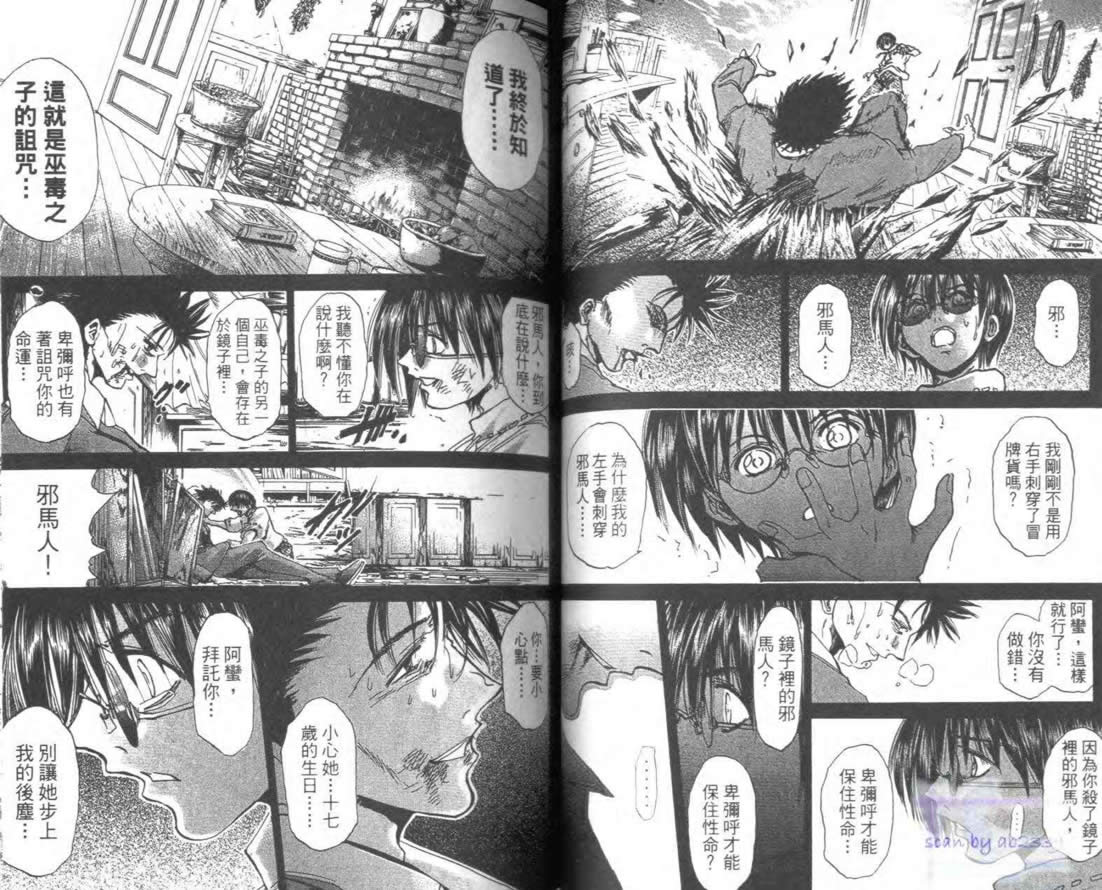 邪…
邪馬人…
咳…
我剛剛不是用
右手刺穿了冒
牌貨嗎？
為什麼我的
左手會刺穿
邪馬人……
阿蠻，這樣
就行了…
你沒有
做錯…
因為你殺了鏡子
裡的邪馬人，
…
卑彌呼才能
保住性命…
鏡子裡的邪
馬人？
卑彌呼才能
保住性命？
……
我終於知
道了……
這就是巫毒之
子的詛咒…
邪馬人，你到
底在說什麼…
我聽不懂你在
說什麼啊？
巫毒之子的另一
個自己，會存在
於鏡子裡…
卑彌呼也有
著詛咒你的
命運…
邪馬人！
你…要小
心點……
小心她…十七
歲的生日……
阿蠻，
拜託你…
別讓她步上
我的後塵…
scan by ab233